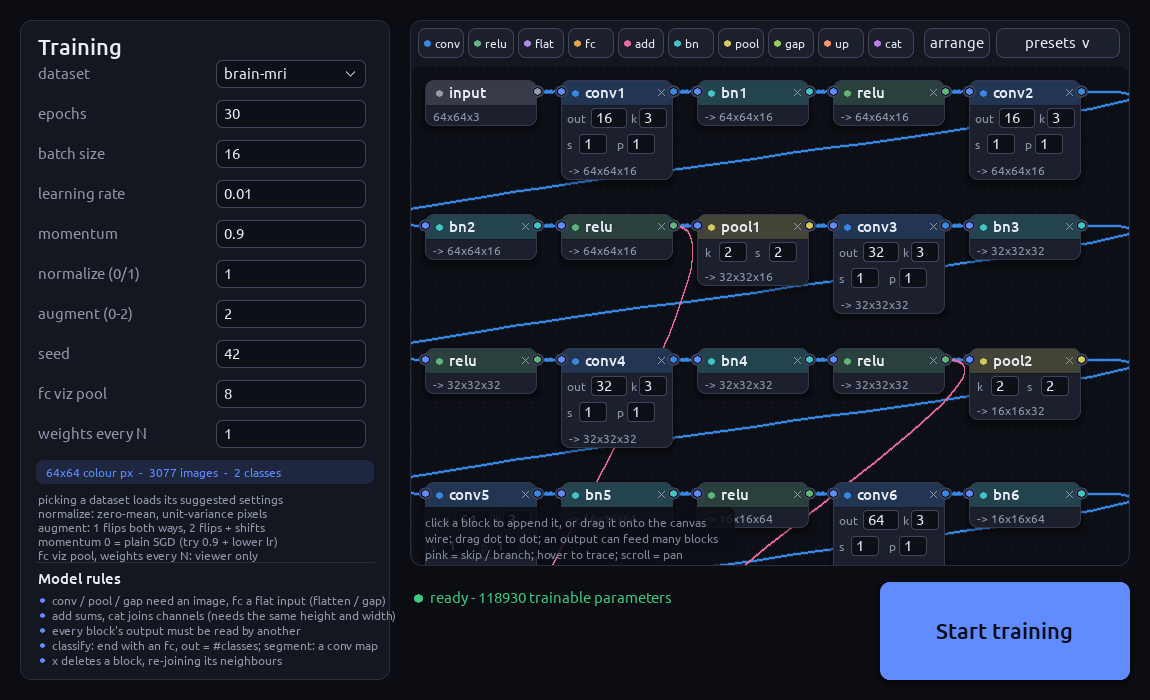 Training
dataset
brain-mri
epochs
30
batch size
16
learning rate
0.01
momentum
0.9
normalize (0/1)
1
augment (0-2)
2
seed
42
fc viz pool
8
weights every N
1
64x64 colour px - 3077 images - 2 classes
picking a dataset loads its suggested settings
normalize: zero-mean, unit-variance pixels
augment: 1 flips both ways, 2 flips + shifts
momentum 0 = plain SGD (try 0.9 + lower lr)
fc viz pool, weights every N: viewer only
Model rules
conv / pool / gap need an image, fc a flat input (flatten / gap)
add sums, cat joins channels (needs the same height and width)
every block's output must be read by another
classify: end with an fc, out = #classes; segment: a conv map
x deletes a block, re-joining its neighbours
conv relu flat fc add bn pool gap up cat arrange presets v
input conv1 bn1 relu conv2
64x64x3 out 16 k 3 -> 64x64x16 -> 64x64x16 out 16 k 3
s 1 p 1 s 1 p 1
-> 64x64x16 -> 64x64x16
bn2 relu pool1 conv3 bn3
-> 64x64x16 -> 64x64x16 k 2 s 2 out 32 k 3 -> 32x32x32
-> 32x32x16 s 1 p 1
-> 32x32x32
relu conv4 bn4 relu pool2
-> 32x32x32 out 32 k 3 -> 32x32x32 -> 32x32x32 k 2 s 2
s 1 p 1 -> 16x16x32
-> 32x32x32
conv5 bn5 relu conv6 bn6
out 64 k 3 -> 16x16x64
s 1 p 1
click a block to append it, or drag it onto the canvas
wire: drag dot to dot; an output can feed many blocks
pink = skip / branch; hover to trace; scroll = pan
ready - 118930 trainable parameters
Start training